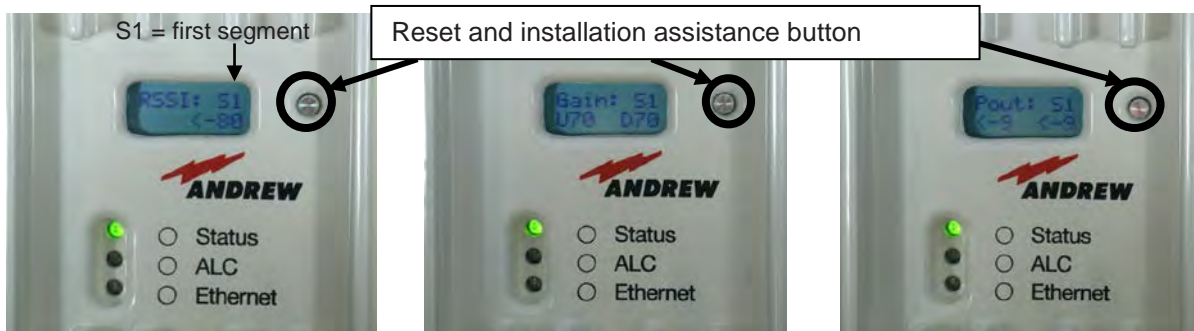 S1 = first segment
Reset and installation assistance button
RSSI: S1
<-80
ANDREW
Status
ALC
Ethernet
Gain: S1
U70 D70
ANDREW
Status
ALC
Ethernet
Pout: S1
<-9 <-9
ANDREW
Status
ALC
Ethernet